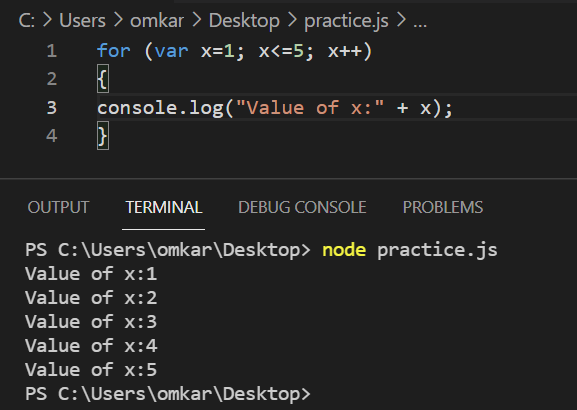 C: > Users > omkar > Desktop > practice.js > ...
1 for (var x=1; x<=5; x++)
2 {
3 console.log("Value of x:" + x);
4 }
OUTPUT TERMINAL DEBUG CONSOLE PROBLEMS
PS C:\Users\omkar\Desktop> node practice.js
Value of x:1
Value of x:2
Value of x:3
Value of x:4
Value of x:5
PS C:\Users\omkar\Desktop>